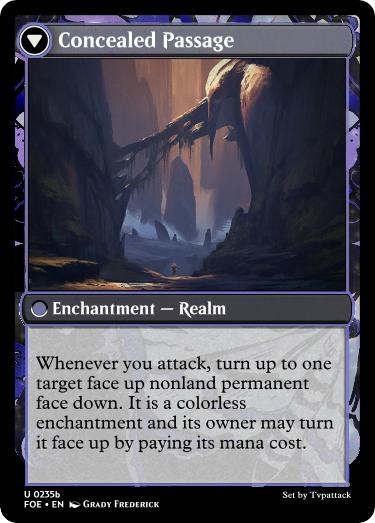 Concealed Passage
Enchantment — Realm
Whenever you attack, turn up to one
target face up nonland permanent
face down. It is a colorless
enchantment and its owner may turn
it face up by paying its mana cost.
U 0235b
FOE • EN Grady Frederick
Set by Tvpattack